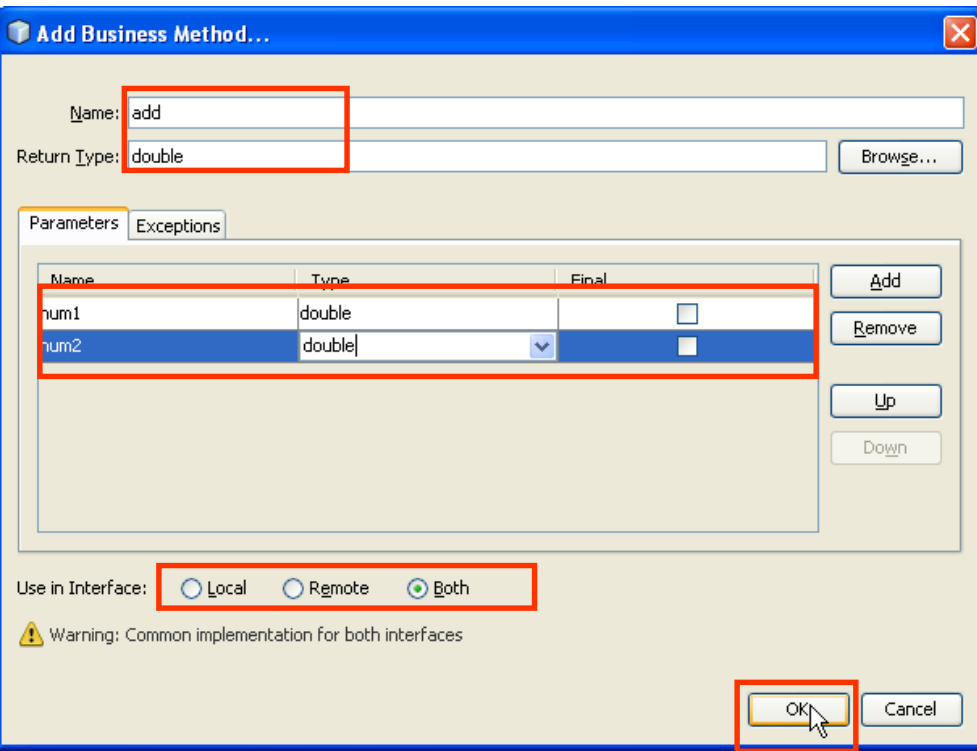 Add Business Method...
Name: add
Return Type: double Browse...
Parameters Exceptions
Name Type Final Add
num1 double
Remove
num2 double
Up
Down
Use in Interface: Local Remote Both
Warning: Common implementation for both interfaces
OK Cancel